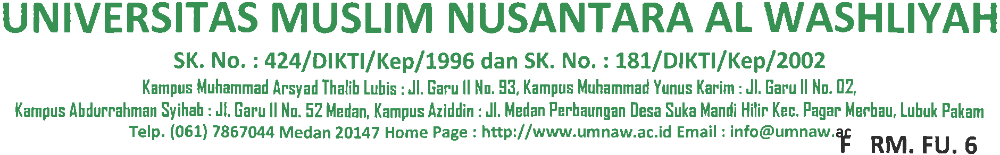 UNIVERSITAS MUSLIM NUSANTARA AL WASHLIYAH
SK. No. : 424/DIKTI/Kep/1996 dan SK. No. : 181/DIKTI/Kep/2002
Kampus Muhammad Arsyad Thalib Lubis : Jl. Garu II No. 93, Kampus Muhammad Yunus Karim : Jl. Garu II No. 02,
Kampus Abdurrahman Syihab : Jl. Garu II No. 52 Medan, Kampus Aziddin : Jl. Medan Perbaungan Desa Suka Mandi Hilir Kec. Pagar Merbau, Lubuk Pakam
Telp. (061) 7867044 Medan 20147 Home Page : http://www.umnaw.ac.id Email : info@umnaw.ac
F RM. FU. 6